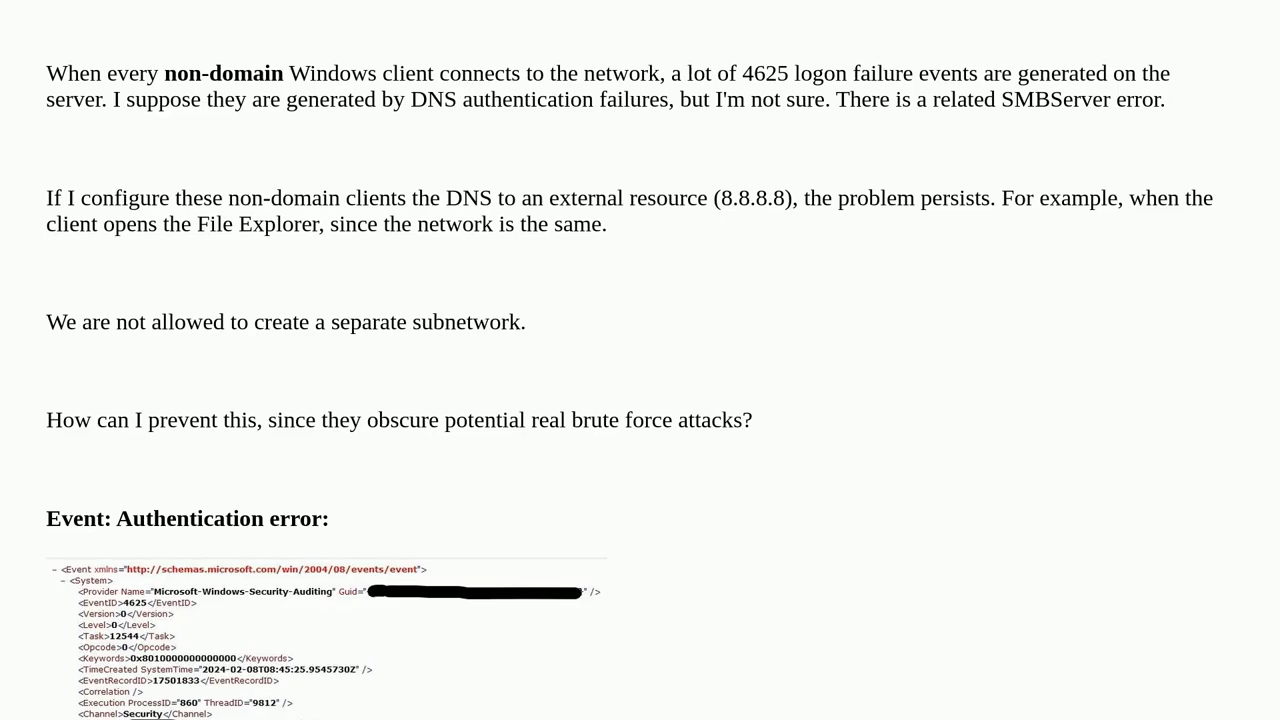 When every non-domain Windows client connects to the network, a lot of 4625 logon failure events are generated on the
server. I suppose they are generated by DNS authentication failures, but I'm not sure. There is a related SMBServer error.
If I configure these non-domain clients the DNS to an external resource (8.8.8.8), the problem persists. For example, when the
client opens the File Explorer, since the network is the same.
We are not allowed to create a separate subnetwork.
How can I prevent this, since they obscure potential real brute force attacks?
Event: Authentication error:
- <Event xmlns="http://schemas.microsoft.com/win/2004/08/events/event">
- <System>
<Provider Name="Microsoft-Windows-Security-Auditing" Guid=" " />
<EventID>4625</EventID>
<Version>0</Version>
<Level>0</Level>
<Task>12544</Task>
<Opcode>0</Opcode>
<Keywords>0x8010000000000000</Keywords>
<TimeCreated SystemTime="2024-02-08T08:45:25.9545730Z" />
<EventRecordID>17501833</EventRecordID>
<Correlation />
<Execution ProcessID="860" ThreadID="9812" />
<Channel>Security</Channel>